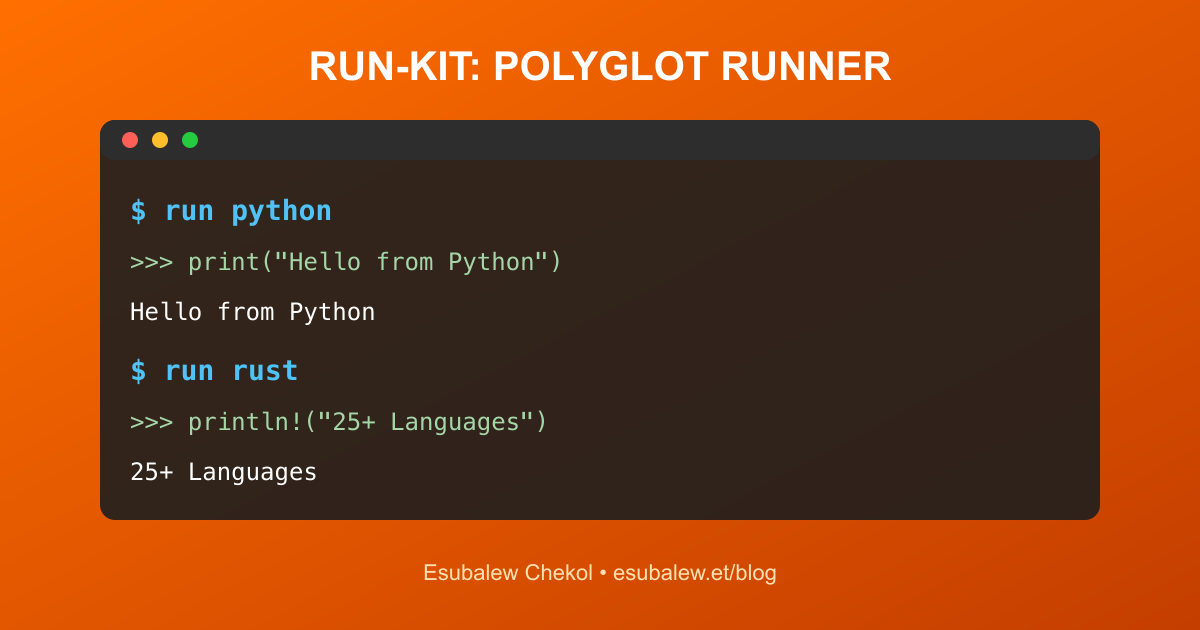 RUN-KIT: POLYGLOT RUNNER
$ run python
>>> print("Hello from Python")
Hello from Python
$ run rust
>>> println!("25+ Languages")
25+ Languages
Esubalew Chekol • esubalew.et/blog